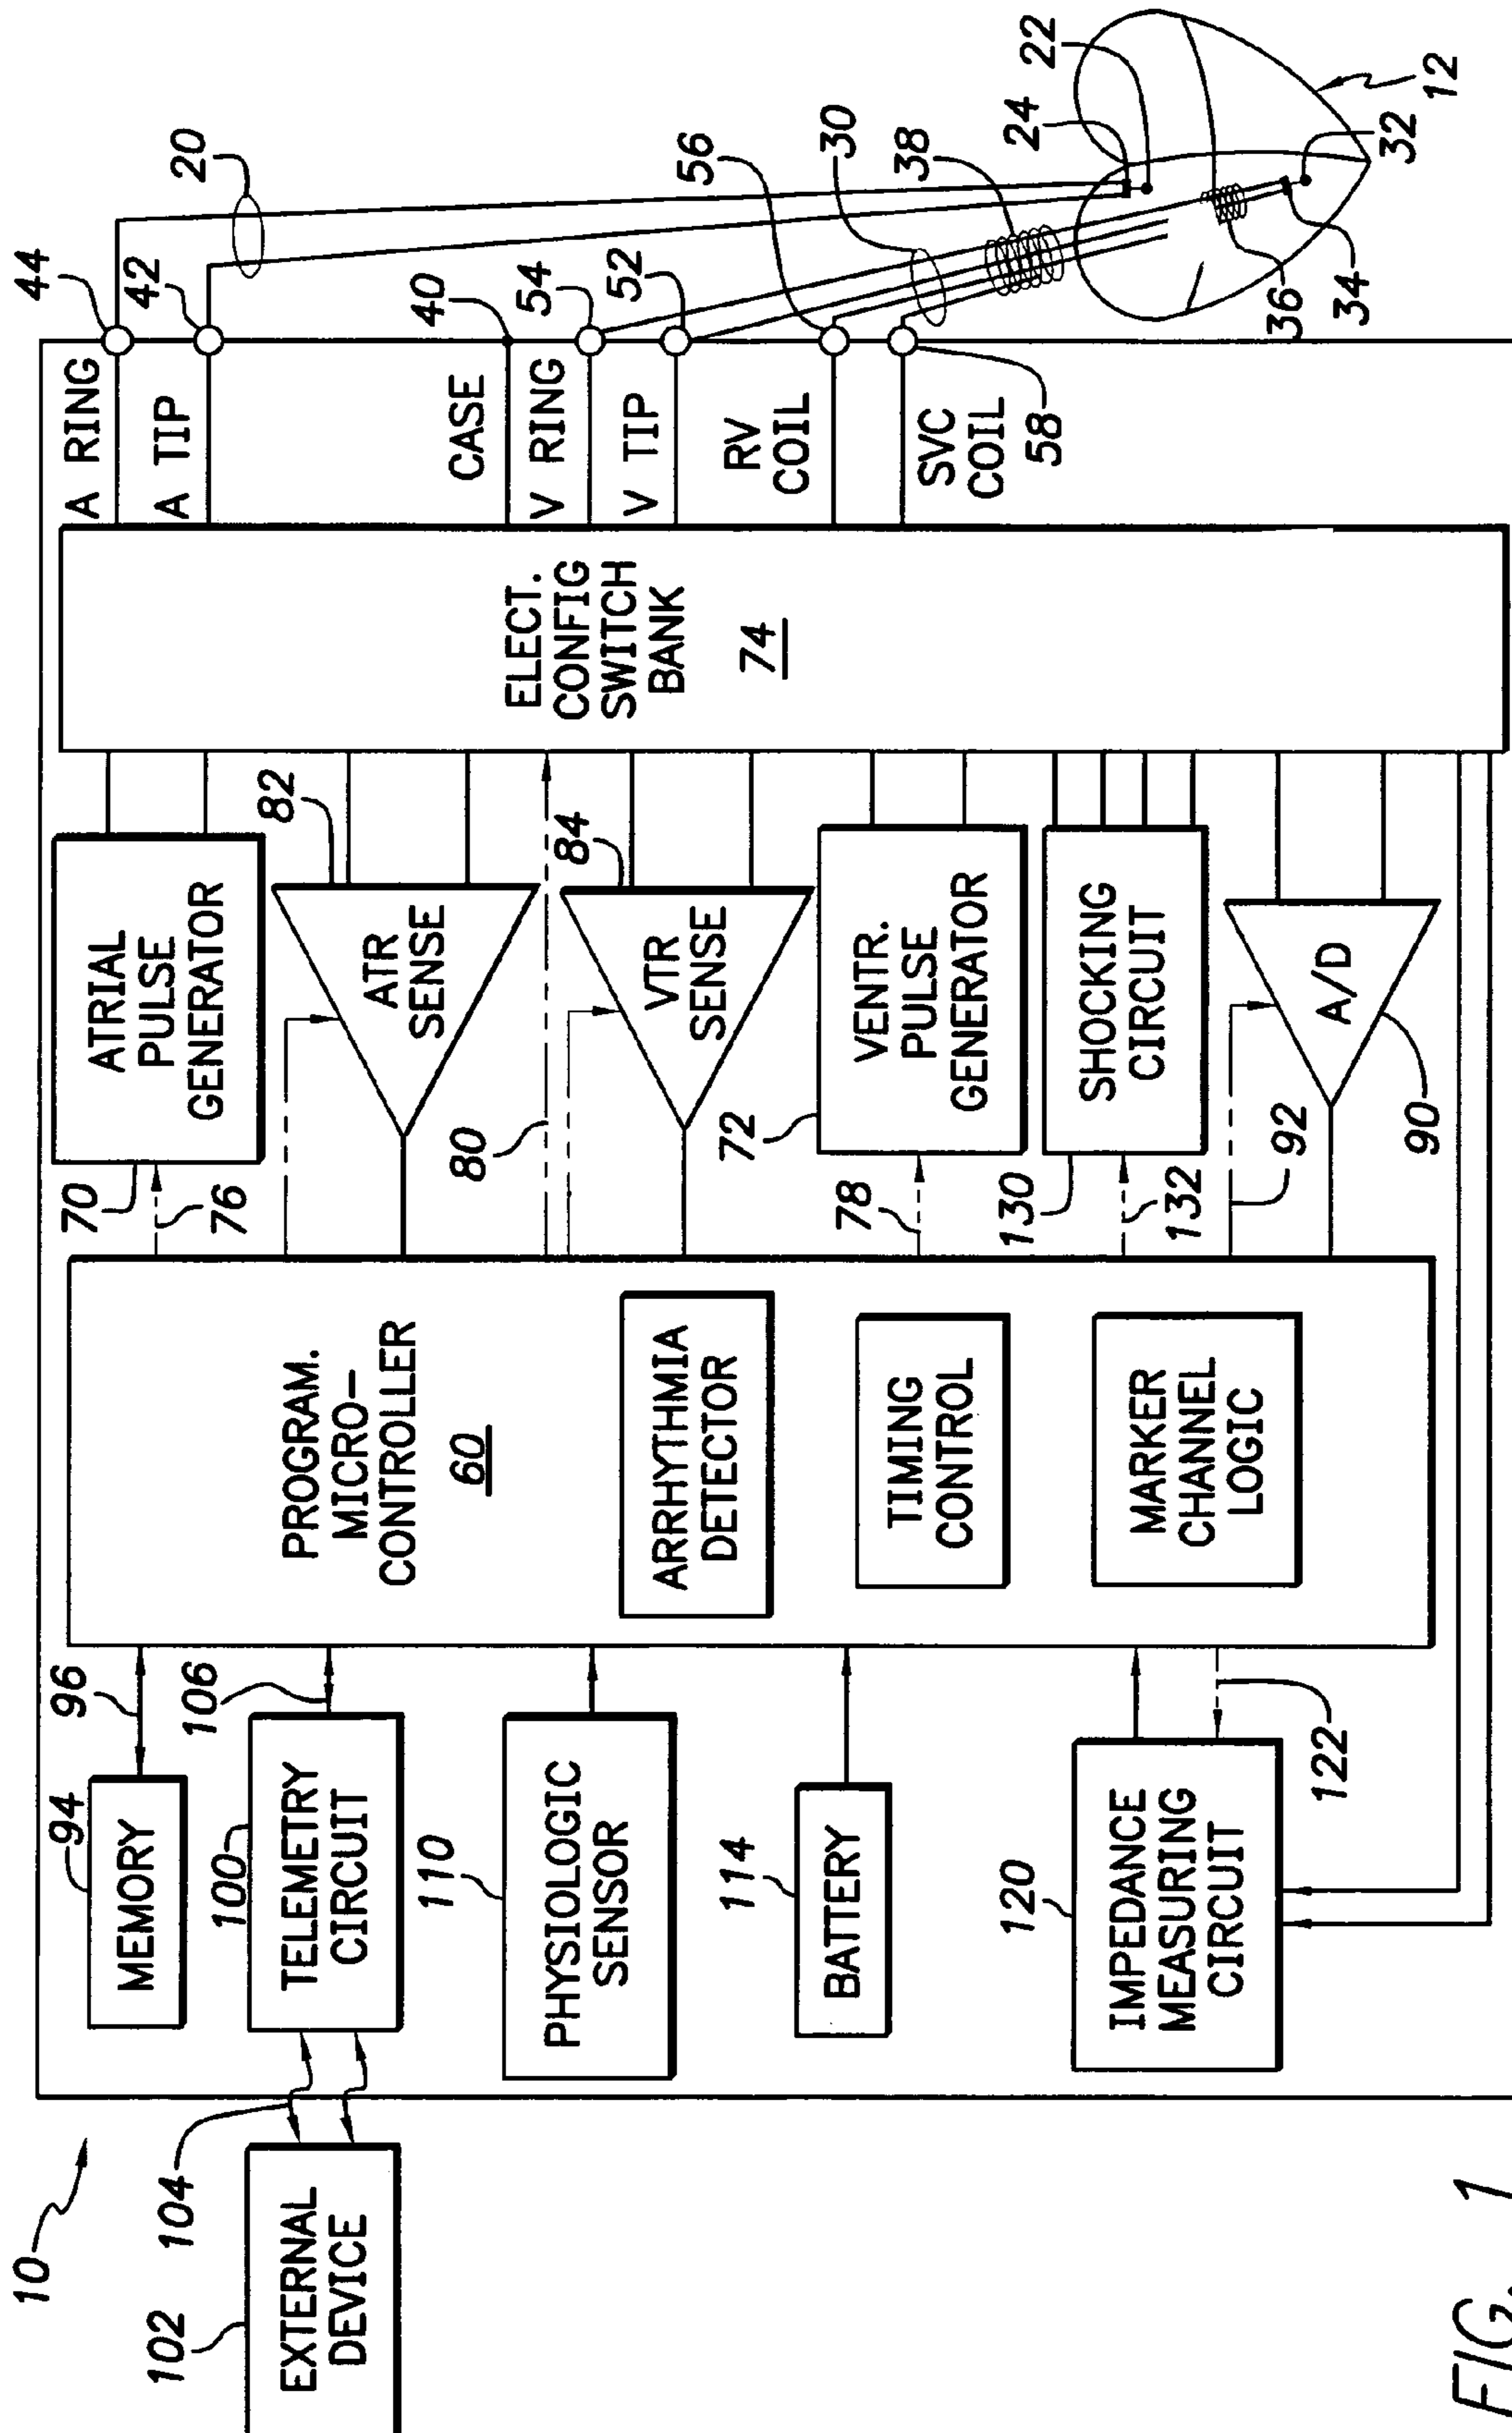 10
102
EXTERNAL
DEVICE
104
94
MEMORY
96
100
TELEMETRY
CIRCUIT
106
110
PHYSIOLOGIC
SENSOR
114
BATTERY
120
IMPEDANCE
MEASURING
CIRCUIT
122
PROGRAM.
MICRO-
CONTROLLER
60
ARRHYTHMIA
DETECTOR
TIMING
CONTROL
MARKER
CHANNEL
LOGIC
70
76
ATRIAL
PULSE
GENERATOR
82
ATR
SENSE
80
84
VTR
SENSE
72
78
VENTR.
PULSE
GENERATOR
130
132
SHOCKING
CIRCUIT
92
A/D
90
ELECT.
CONFIG
SWITCH
BANK
74
A RING
A TIP
CASE
V RING
V TIP
RV
COIL
SVC
COIL
44
42
40
54
52
56
58
20
30
38
24
22
36
34
32
12
FIG. 1